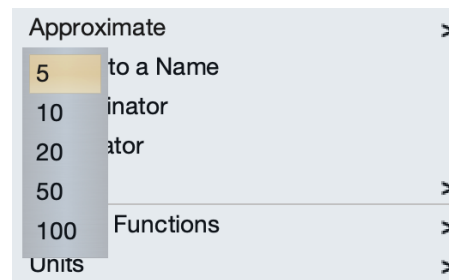 Approximate >
5 to a Name
10 inator
20 ator
50 >
100 Functions >
Units >